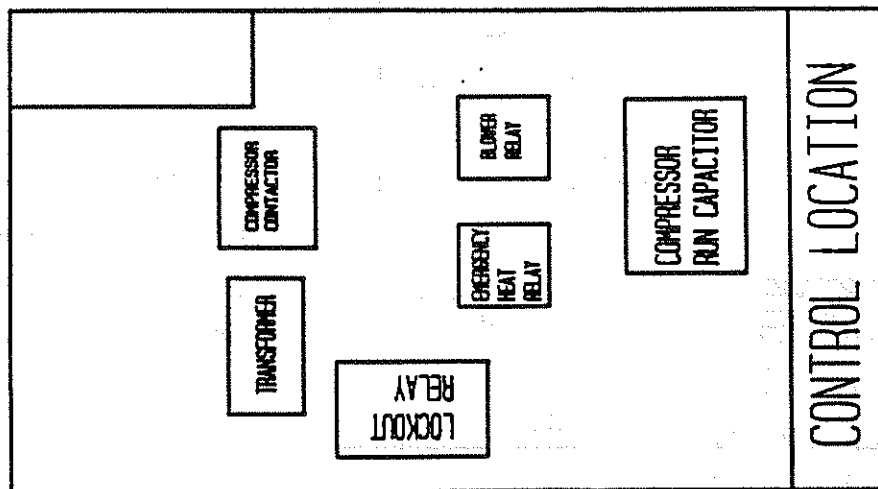 COMPRESSOR
CONTACTOR
BLOWER
RELAY
COMPRESSOR
RUN CAPACITOR
TRANSFORMER
EMERGENCY
HEAT
RELAY
LOCKOUT
RELAY
CONTROL LOCATION